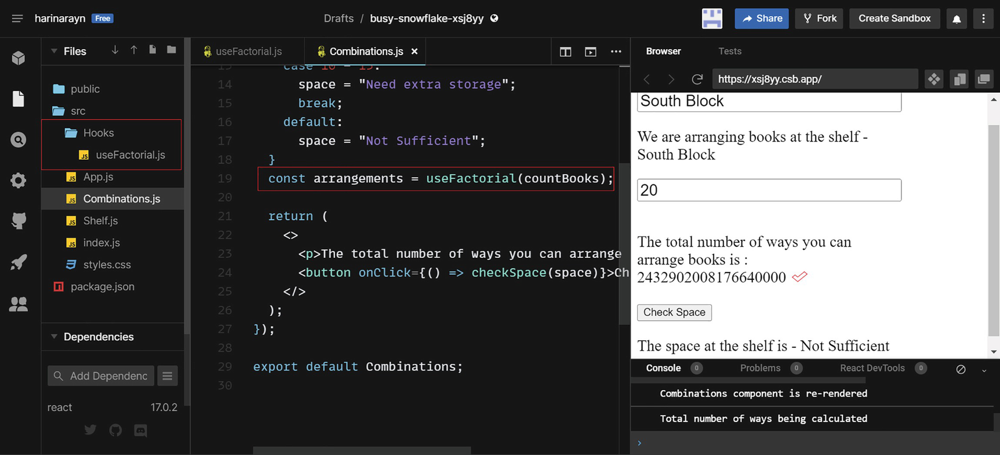 harinarayn Free
Drafts / busy-snowflake-xsj8yy
Share
Fork
Create Sandbox
Files
public
src
Hooks
useFactorial.js
App.js
Combinations.js
Shelf.js
index.js
styles.css
package.json
Dependencies
Add Dependenc
react 17.0.2
useFactorial.js
Combinations.js
13 case 10 - 15:
14 space = "Need extra storage";
15 break;
16 default:
17 space = "Not Sufficient";
18 }
19 const arrangements = useFactorial(countBooks);
20
21 return (
22 <>
23 <p>The total number of ways you can arrange
24 <button onClick={() => checkSpace(space)}>Ch
25 </>
26 );
27 });
28
29 export default Combinations;
30
Browser Tests
https://xsj8yy.csb.app/
South Block
We are arranging books at the shelf -
South Block
20
The total number of ways you can
arrange books is :
2432902008176640000
Check Space
The space at the shelf is - Not Sufficient
Console 0 Problems 0 React DevTools 0
Combinations component is re-rendered
Total number of ways being calculated
›